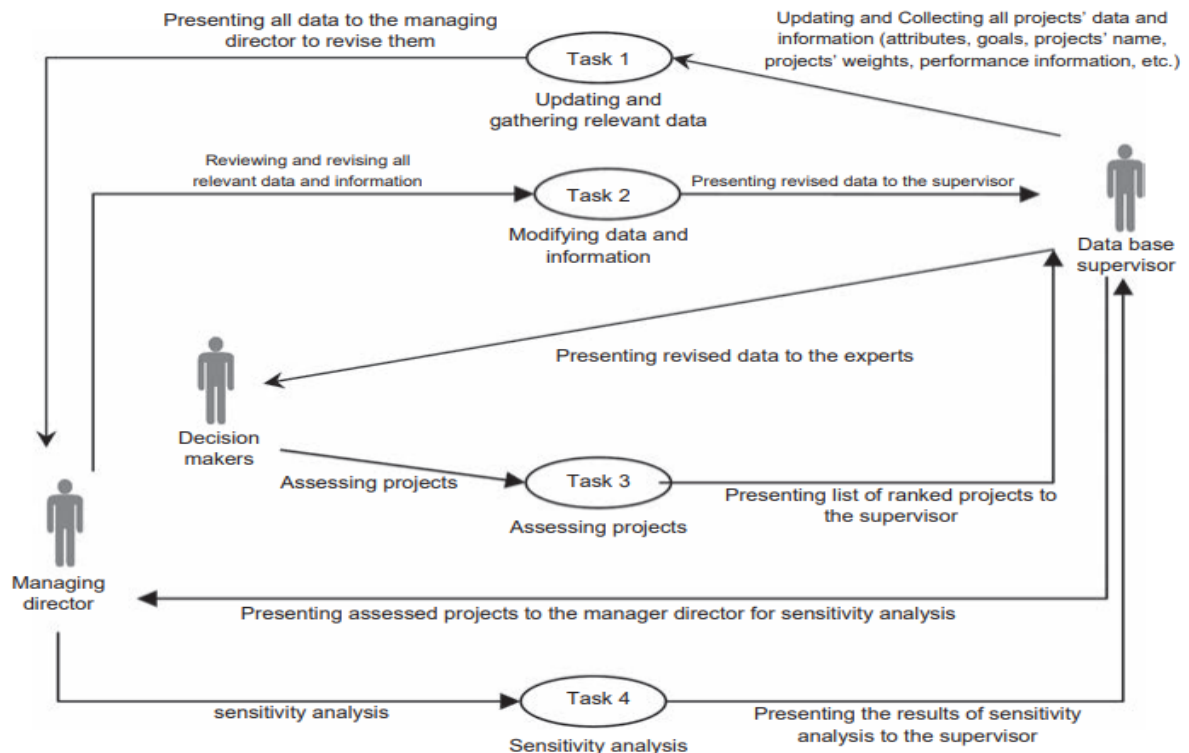 Presenting all data to the managing
director to revise them
Updating and Collecting all projects' data and
information (attributes, goals, projects' name,
projects' weights, performance information, etc.)
Task 1
Updating and
gathering relevant data
Reviewing and revising all
relevant data and information
Task 2
Presenting revised data to the supervisor
Modifying data and
information
Data base
supervisor
Presenting revised data to the experts
Decision
makers
Assessing projects
Task 3
Presenting list of ranked projects to
the supervisor
Assessing projects
Managing
director
Presenting assessed projects to the manager director for sensitivity analysis
sensitivity analysis
Task 4
Presenting the results of sensitivity
analysis to the supervisor
Sensitivity analysis